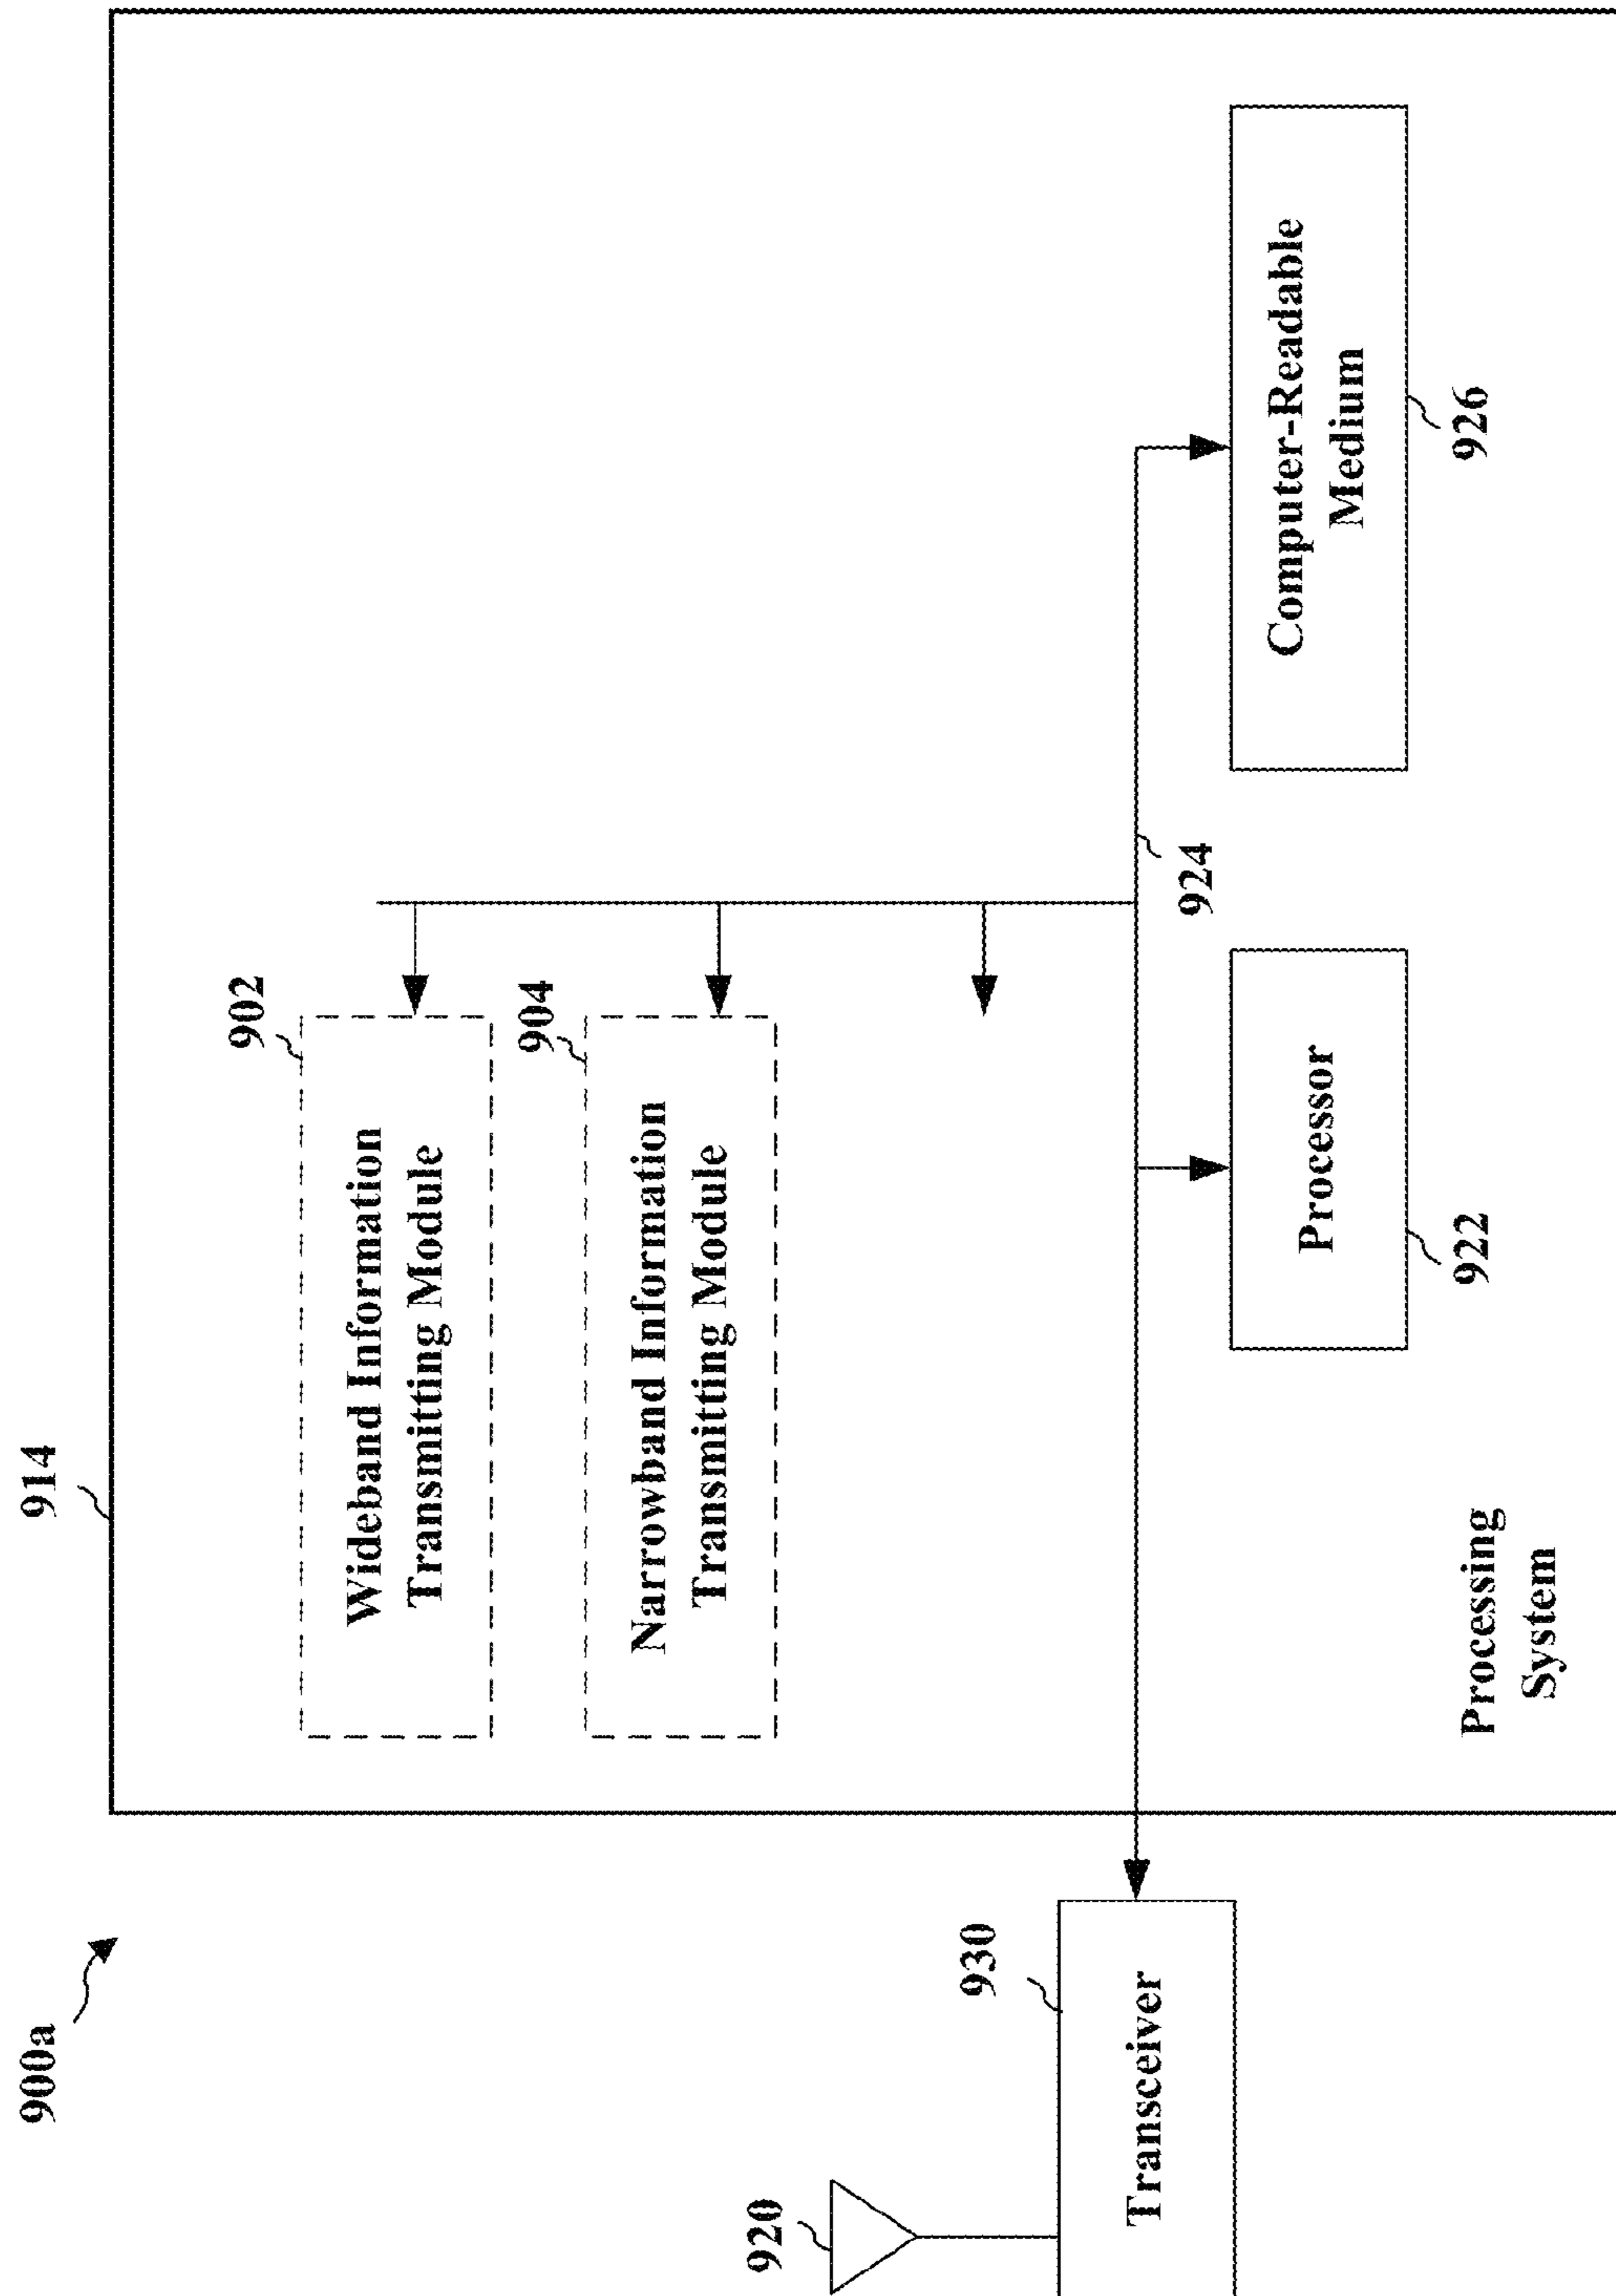 900a
914
902
Wideband Information
Transmitting Module
904
Narrowband Information
Transmitting Module
920
930
Transceiver
924
Processor
922
Computer-Readable
Medium
926
Processing
System